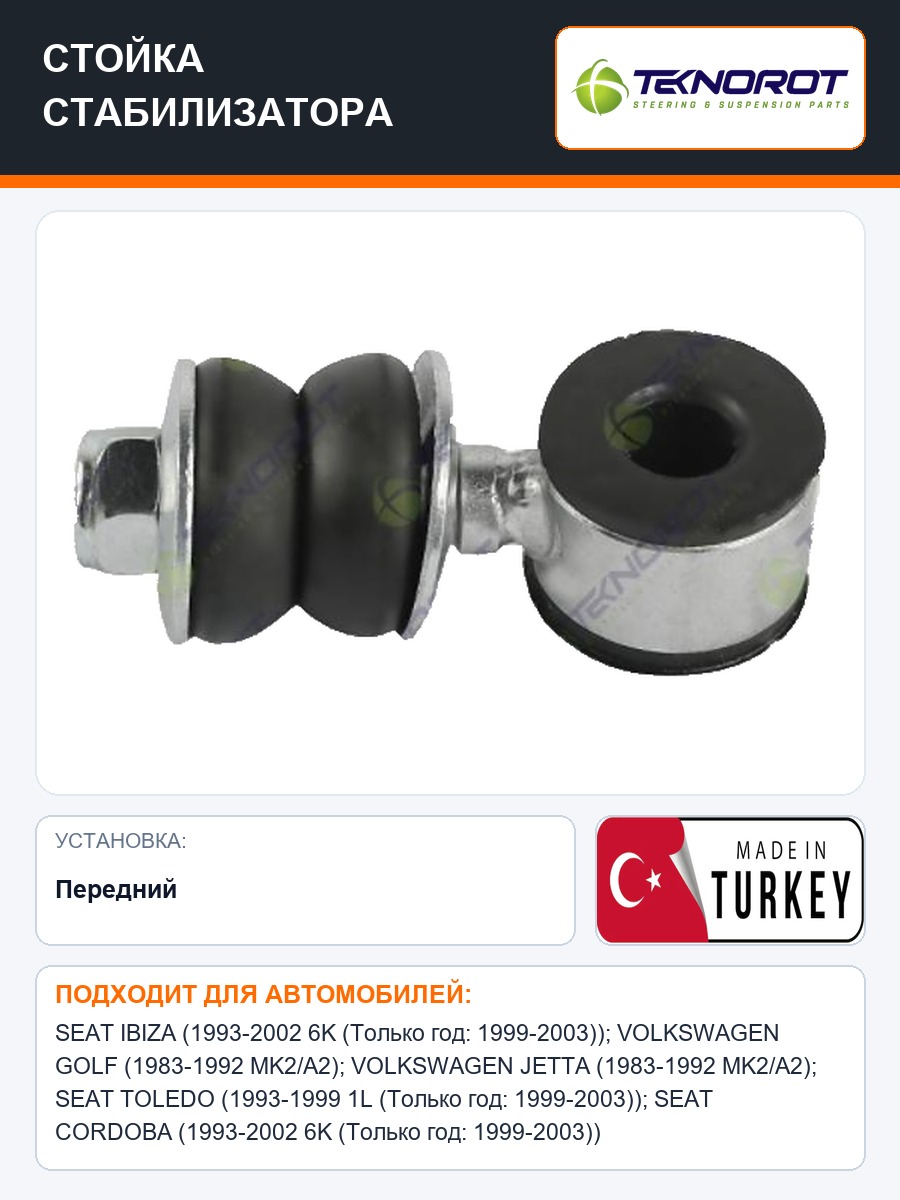 СТОЙКА
СТАБИЛИЗАТОРА
TEKNOROT
STEERING & SUSPENSION PARTS
TEKNOROT
TEKNOROT
УСТАНОВКА:
Передний
MADE IN
TURKEY
ПОДХОДИТ ДЛЯ АВТОМОБИЛЕЙ:
SEAT IBIZA (1993-2002 6K (Только год: 1999-2003)); VOLKSWAGEN
GOLF (1983-1992 MK2/A2); VOLKSWAGEN JETTA (1983-1992 MK2/A2);
SEAT TOLEDO (1993-1999 1L (Только год: 1999-2003)); SEAT
CORDOBA (1993-2002 6K (Только год: 1999-2003))